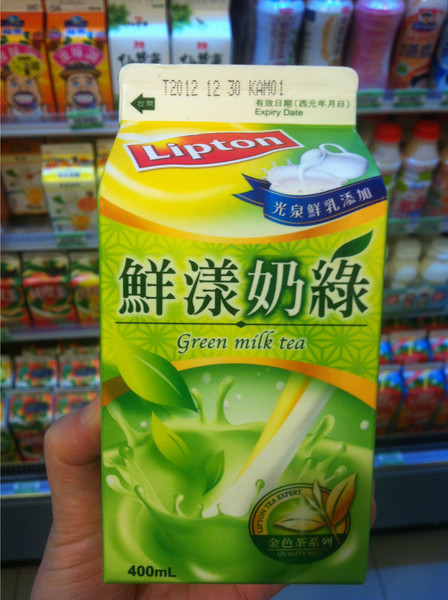 T2012 12 30 KAM01
拉開
有效日期(西元年月日)
Expiry Date
Lipton
光泉鮮乳添加
鮮漾奶綠
Green milk tea
LIPTON TEA EXPERT
金色茶系列
400mL